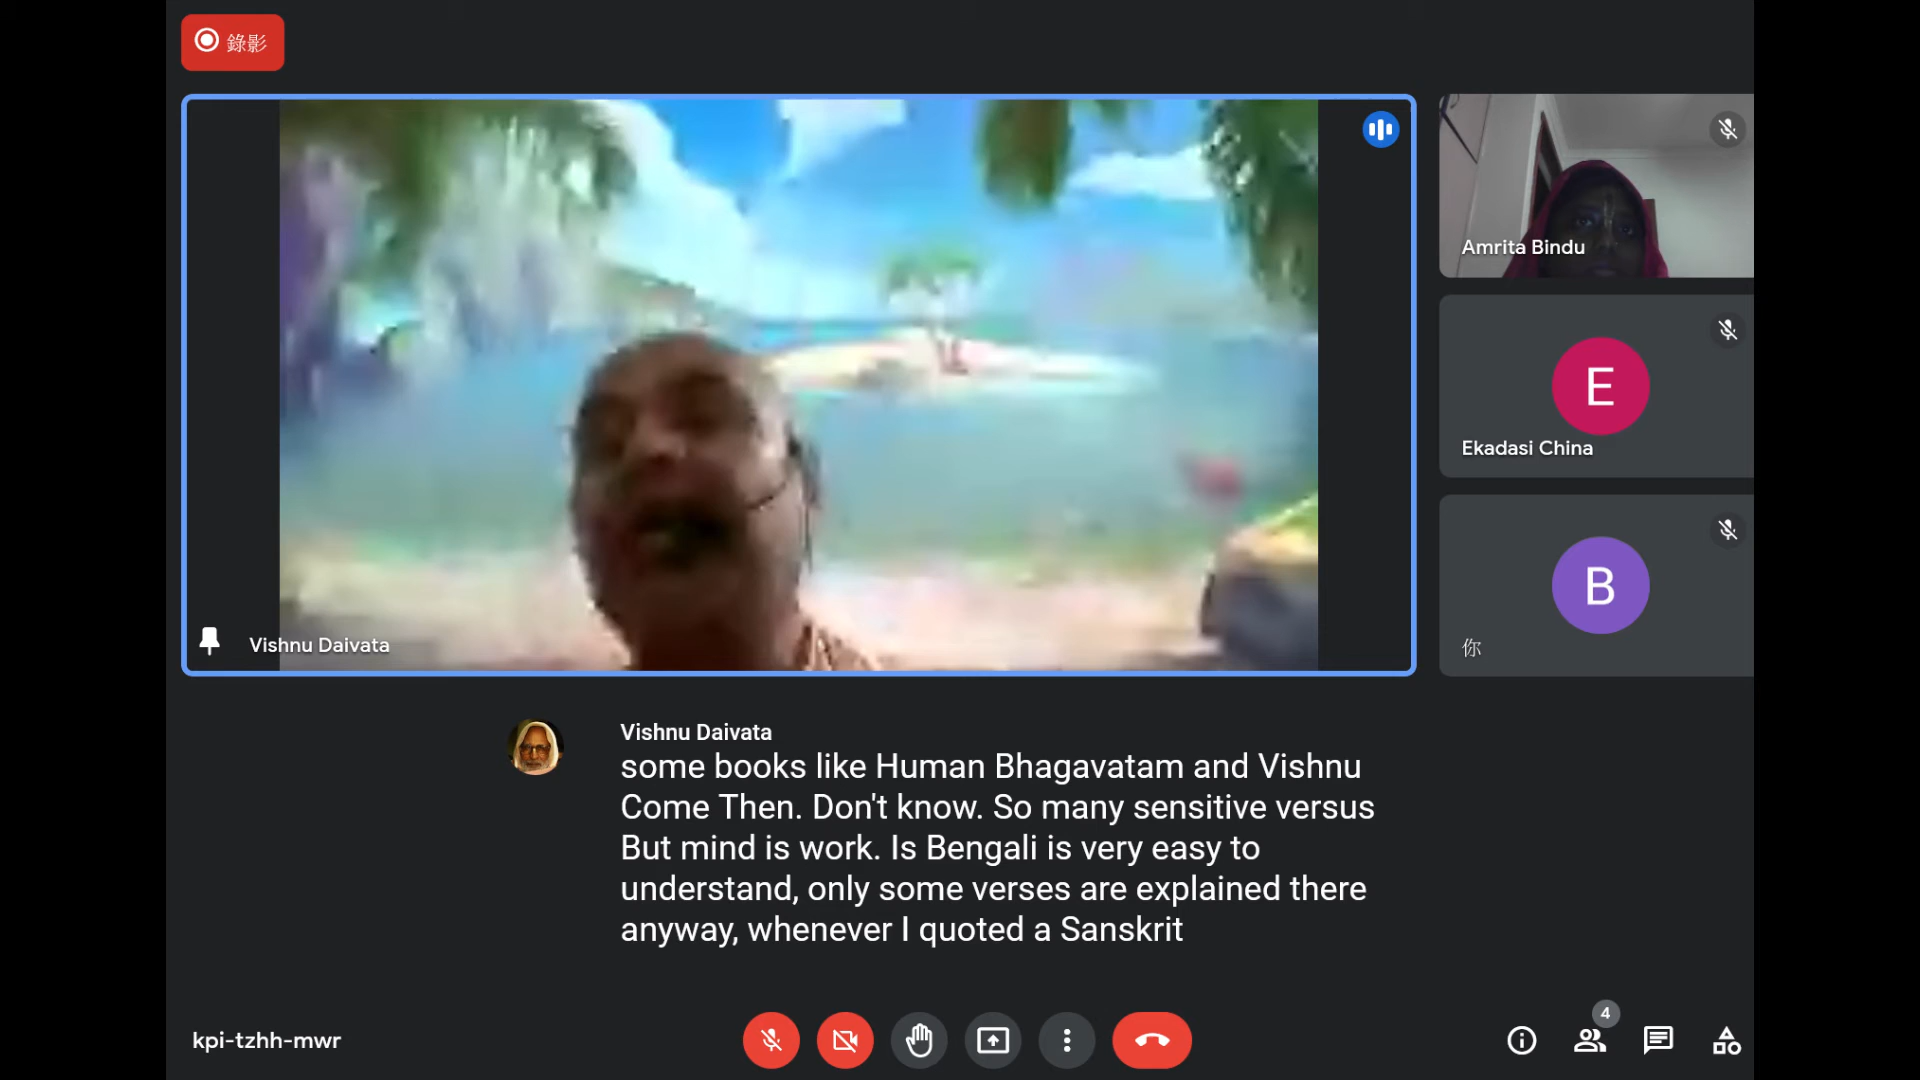 錄影
Amrita Bindu
E
Ekadasi China
B
你
Vishnu Daivata
Vishnu Daivata
some books like Human Bhagavatam and Vishnu
Come Then. Don't know. So many sensitive versus
But mind is work. Is Bengali is very easy to
understand, only some verses are explained there
anyway, whenever I quoted a Sanskrit
kpi-tzhh-mwr
4